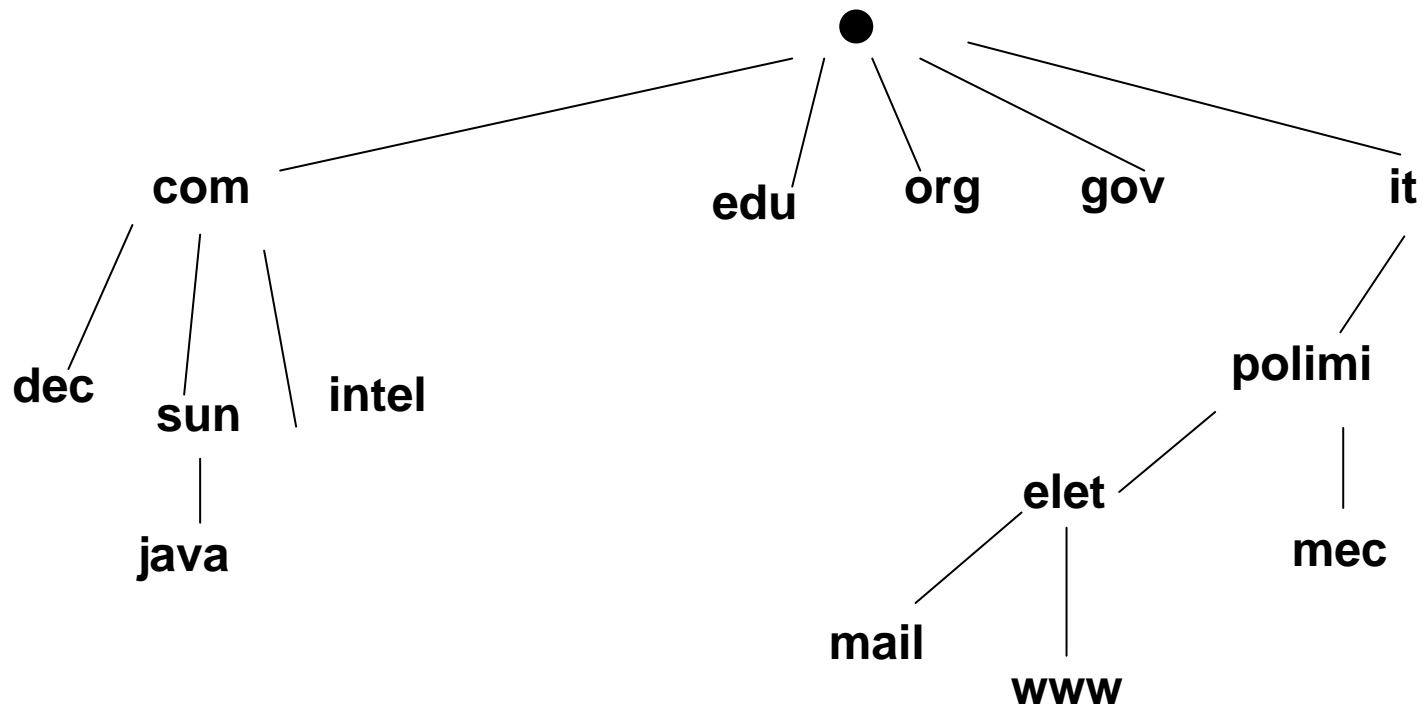 com
edu
org
gov
it
dec
sun
intel
polimi
java
elet
mec
mail
www